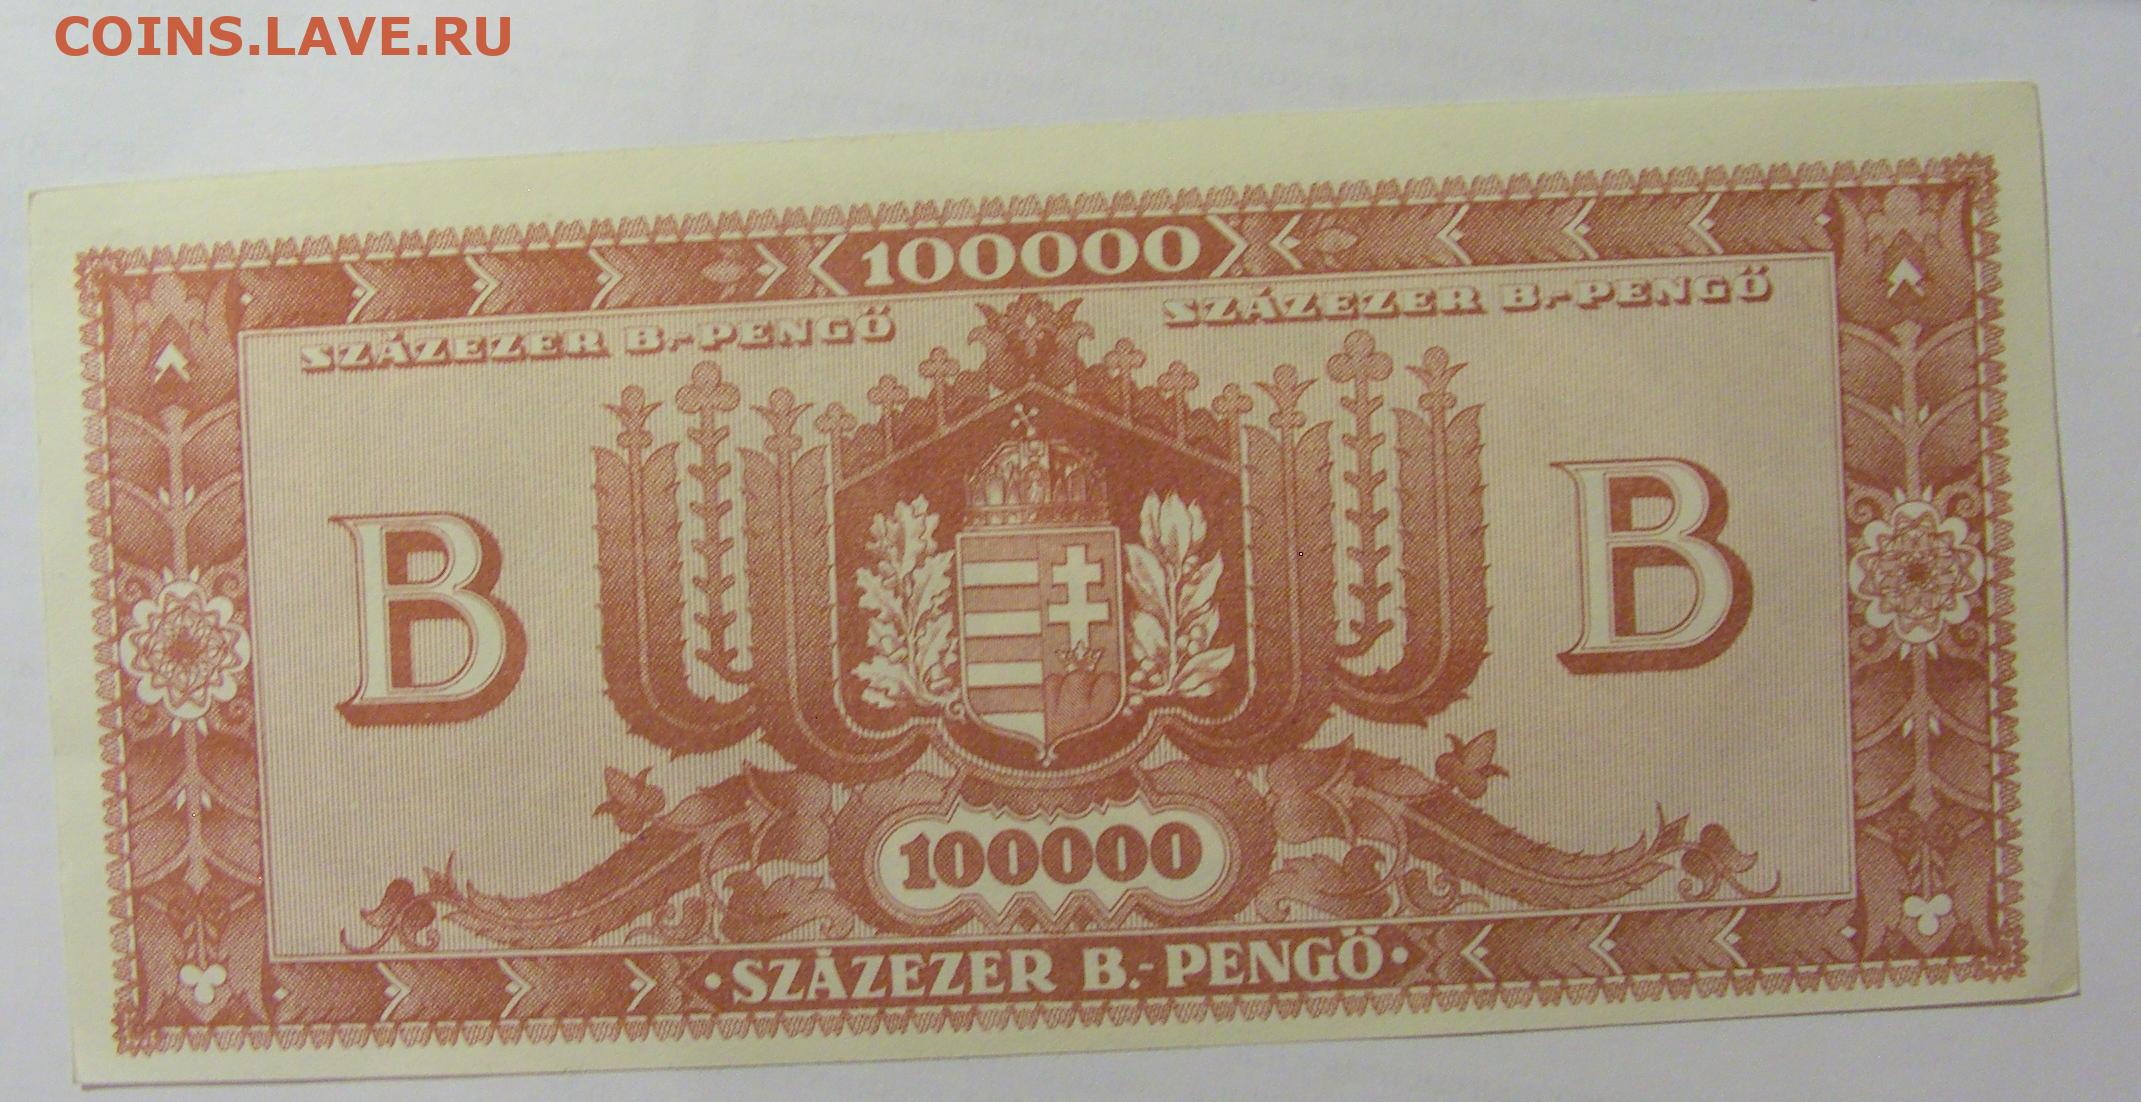 COINS.LAVE.RU
100000
SZÁZEZER B.-PENGŐ SZÁZEZER B.-PENGŐ
B B
100000
·SZÁZEZER B.-PENGŐ·